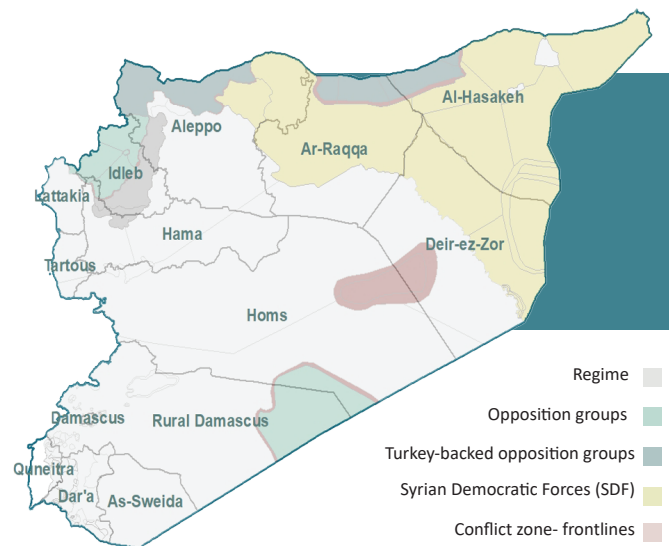 Al-Hasakeh
Aleppo
Ar-Raqqa
Idleb
Lattakia
Hama
Deir-ez-Zor
Tartous
Homs
Regime
Opposition groups
Damascus
Rural Damascus
Turkey-backed opposition groups
Quneitra
Syrian Democratic Forces (SDF)
Dar'a
As-Sweida
Conflict zone- frontlines